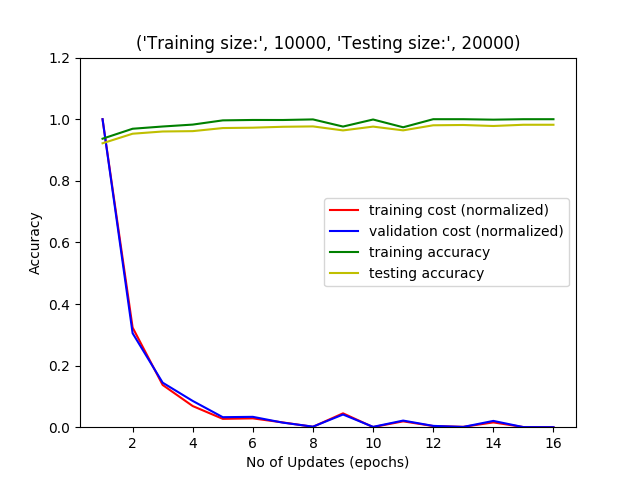 ('Training size:', 10000, 'Testing size:', 20000)
1.2
1.0
0.8
0.6
0.4
0.2
0.0
Accuracy
training cost (normalized)
validation cost (normalized)
training accuracy
testing accuracy
2 4 6 8 10 12 14 16
No of Updates (epochs)